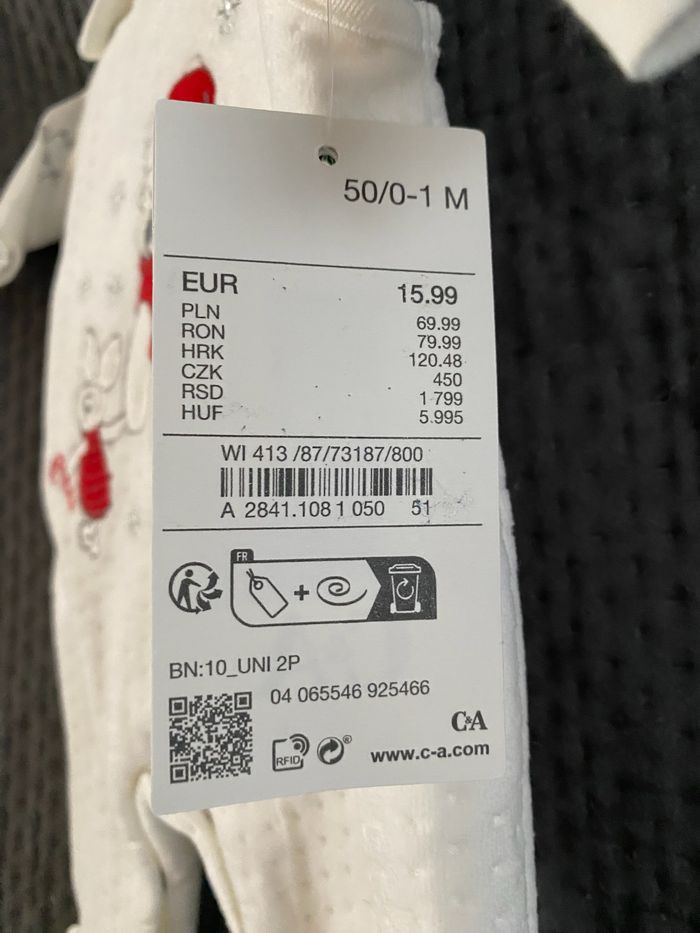 50/0-1 M
EUR 15.99
PLN 69.99
RON 79.99
HRK 120.48
CZK 450
RSD 1 799
HUF 5.995
WI 413 /87/73187/800
A 2841.108 1 050 51
FR
+
BN:10_UNI 2P
04 065546 925466
C&A
RFID ®
www.c-a.com